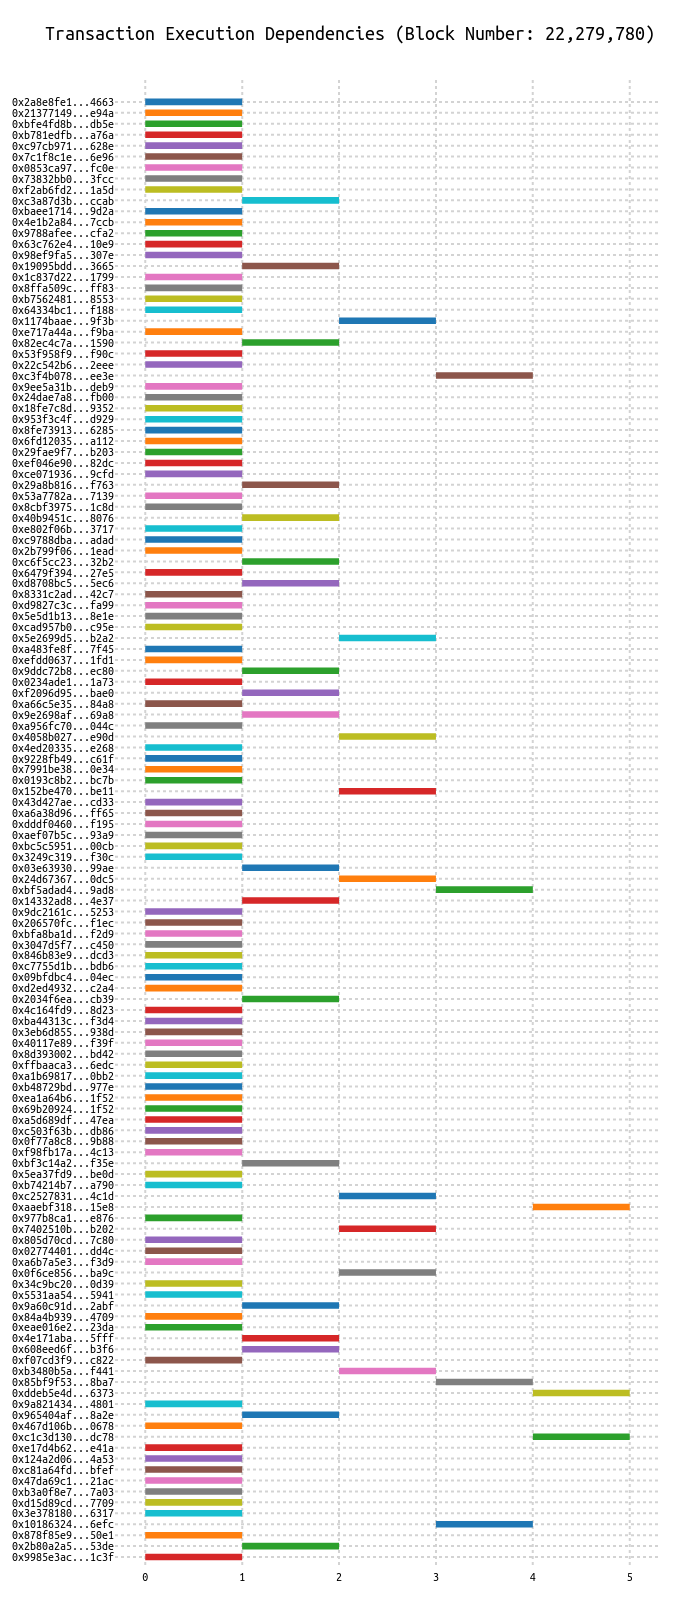 Transaction Execution Dependencies (Block Number: 22,279,780)
0x2a8e8fe1...4663
0x21377149...e94a
0xbfe4fd8b...db5e
0xb781edfb...a76a
0xc97cb971...628e
0x7c1f8c1e...6e96
0x0853ca97...fc0e
0x73832bb0...3fcc
0xf2ab6fd2...1a5d
0xc3a87d3b...ccab
0xbaee1714...9d2a
0x4e1b2a84...7ccb
0x9788afee...cfa2
0x63c762e4...10e9
0x98ef9fa5...307e
0x19095bdd...3665
0x1c837d22...1799
0x8ffa509c...ff83
0xb7562481...8553
0x64334bc1...f188
0x1174baae...9f3b
0xe717a44a...f9ba
0x82ec4c7a...1590
0x53f958f9...f90c
0x22c542b6...2eee
0xc3f4b078...ee3e
0x9ee5a31b...deb9
0x24dae7a8...fb00
0x18fe7c8d...9352
0x953f3c4f...d929
0x8fe73913...6285
0x6fd12035...a112
0x29fae9f7...b203
0xef046e90...82dc
0xce071936...9cfd
0x29a8b816...f763
0x53a7782a...7139
0x8cbf3975...1c8d
0x40b9451c...8076
0xe802f06b...3717
0xc9788dba...adad
0x2b799f06...1ead
0xc6f5cc23...32b2
0x6479f394...27e5
0xd8708bc5...5ec6
0x8331c2ad...42c7
0xd9827c3c...fa99
0x5e5d1b13...8e1e
0xcad957b0...c95e
0x5e2699d5...b2a2
0xa483fe8f...7f45
0xefdd0637...1fd1
0x9ddc72b8...ec80
0x0234ade1...1a73
0xf2096d95...bae0
0xa66c5e35...84a8
0x9e2698af...69a8
0xa956fc70...044c
0x4058b027...e90d
0x4ed20335...e268
0x9228fb49...c61f
0x7991be38...0e34
0x0193c8b2...bc7b
0x152be470...be11
0x43d427ae...cd33
0xa6a38d96...ff65
0xdddf0460...f195
0xaef07b5c...93a9
0xbc5c5951...00cb
0x3249c319...f30c
0x03e63930...99ae
0x24d67367...0dc5
0xbf5adad4...9ad8
0x14332ad8...4e37
0x9dc2161c...5253
0x206570fc...f1ec
0xbfa8ba1d...f2d9
0x3047d5f7...c450
0x846b83e9...dcd3
0xc7755d1b...bdb6
0x09bfdbc4...04ec
0xd2ed4932...c2a4
0x2034f6ea...cb39
0x4c164fd9...8d23
0xba44313c...f3d4
0x3eb6d855...938d
0x40117e89...f39f
0x8d393002...bd42
0xffbaaca3...6edc
0xa1b69817...0bb2
0xb48729bd...977e
0xea1a64b6...1f52
0x69b20924...1f52
0xa5d689df...47ea
0xc503f63b...db86
0x0f77a8c8...9b88
0xf98fb17a...4c13
0xbf3c14a2...f35e
0x5ea37fd9...be0d
0xb74214b7...a790
0xc2527831...4c1d
0xaaebf318...15e8
0x977b8ca1...e876
0x7402510b...b202
0x805d70cd...7c80
0x02774401...dd4c
0xa6b7a5e3...f3d9
0x0f6ce856...ba9c
0x34c9bc20...0d39
0x5531aa54...5941
0x9a60c91d...2abf
0x84a4b939...4709
0xeae016e2...23da
0x4e171aba...5fff
0x608eed6f...b3f6
0xf07cd3f9...c822
0xb3480b5a...f441
0x85bf9f53...8ba7
0xddeb5e4d...6373
0x9a821434...4801
0x965404af...8a2e
0x467d106b...0678
0xc1c3d130...dc78
0xe17d4b62...e41a
0x124a2d06...4a53
0xc81a64fd...bfef
0x47da69c1...21ac
0xb3a0f8e7...7a03
0xd15d89cd...7709
0x3e378180...6317
0x10186324...6efc
0x878f85e9...50e1
0x2b80a2a5...53de
0x9985e3ac...1c3f
0 1 2 3 4 5